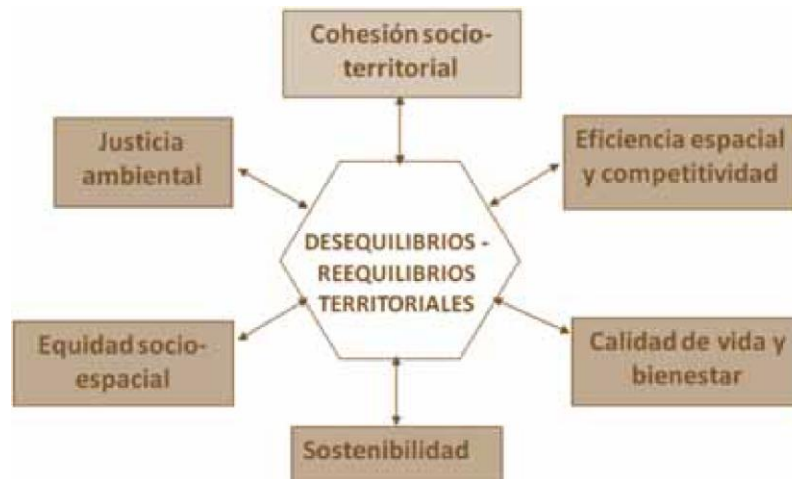 Cohesión socio-
territorial
Justicia
ambiental
Eficiencia espacial
y competitividad
DESEQUILIBRIOS -
REEQUILIBRIOS
TERRITORIALES
Equidad socio-
espacial
Calidad de vida y
bienestar
Sostenibilidad